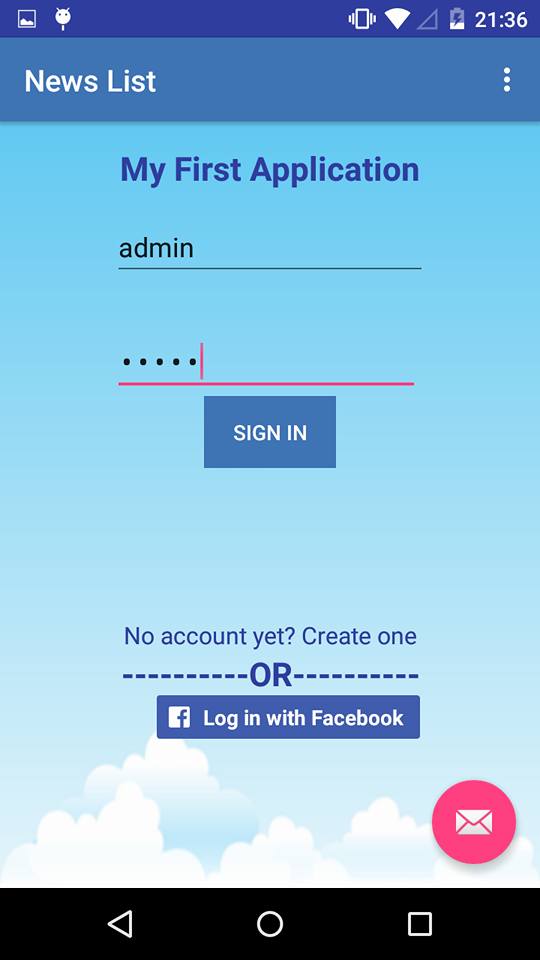 21:36
News List
My First Application
admin
•••••
SIGN IN
No account yet? Create one
----------OR----------
Log in with Facebook